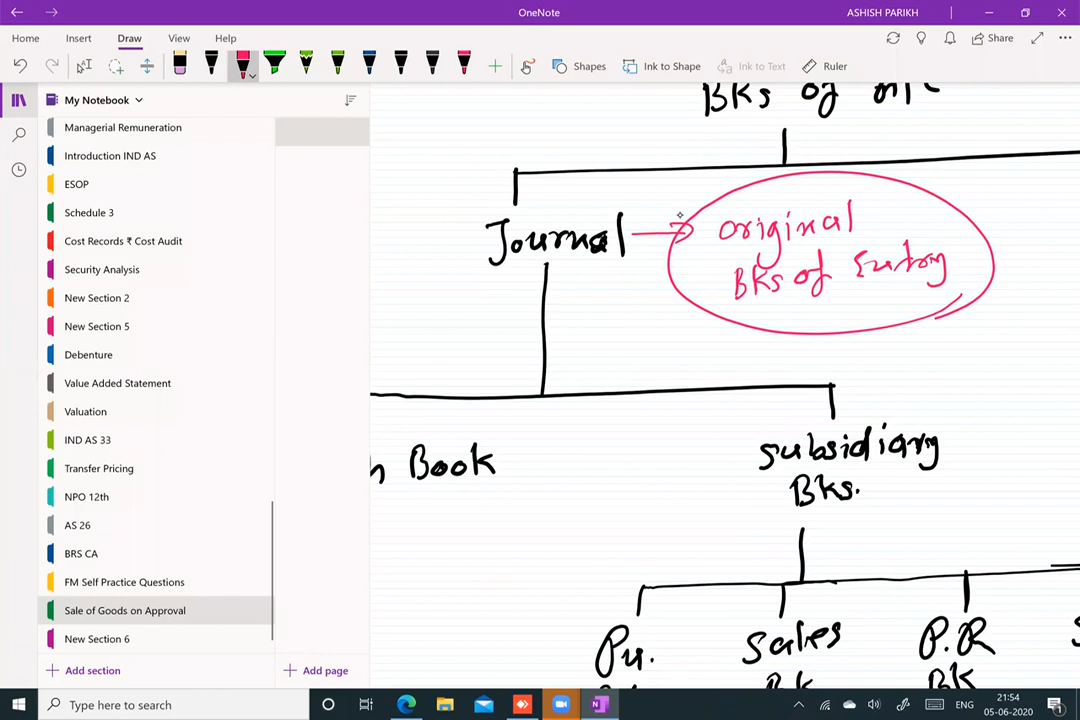 OneNote
ASHISH PARIKH
Home Insert Draw View Help
Share
Shapes Ink to Shape Ink to Text Ruler
My Notebook
Managerial Remuneration
Introduction IND AS
ESOP
Schedule 3
Cost Records ₹ Cost Audit
Security Analysis
New Section 2
New Section 5
Debenture
Value Added Statement
Valuation
IND AS 33
Transfer Pricing
NPO 12th
AS 26
BRS CA
FM Self Practice Questions
Sale of Goods on Approval
New Section 6
+ Add section
+ Add page
BKs of
Journal
original
BKs of Entry
Book
Subsidiary
Bks.
Pu.
Sales
Bk
P.R
BK
Type here to search
ENG
21:54
05-06-2020
1